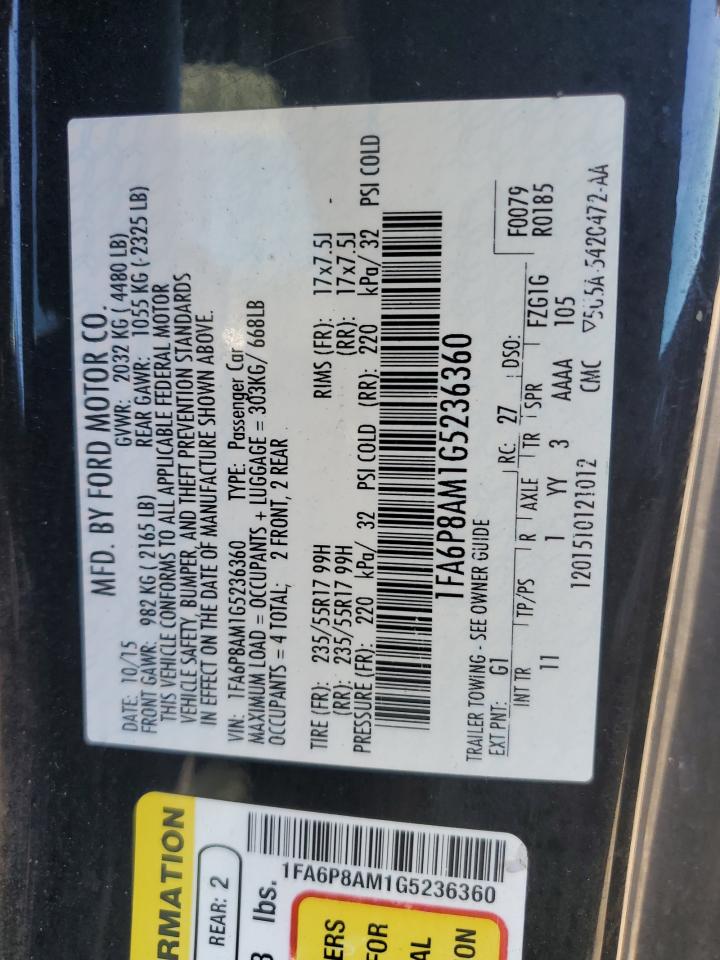 MFD. BY FORD MOTOR CO.
DATE: 10/15 GVWR: 2032 KG ( 4480 LB)
FRONT GAWR: 982 KG ( 2165 LB) REAR GAWR: 1055 KG ( 2325 LB)
THIS VEHICLE CONFORMS TO ALL APPLICABLE FEDERAL MOTOR
VEHICLE SAFETY, BUMPER, AND THEFT PREVENTION STANDARDS
IN EFFECT ON THE DATE OF MANUFACTURE SHOWN ABOVE.
VIN: 1FA6P8AM1G5236360 TYPE: Passenger Car
MAXIMUM LOAD = OCCUPANTS + LUGGAGE = 303KG/ 668LB
OCCUPANTS = 4 TOTAL; 2 FRONT, 2 REAR
TIRE (FR): 235/55R17 99H RIMS (FR): 17x7.5J
(RR): 235/55R17 99H (RR): 17x7.5J
PRESSURE (FR): 220 kPa/ 32 PSI COLD (RR): 220 kPa/ 32 PSI COLD
1FA6P8AM1G5236360
TRAILER TOWING - SEE OWNER GUIDE
EXT PNT: G1 RC: 27 DSO: F0079
R0185
INT TR TP/PS R AXLE TR SPR FZG1G
11 1 YY 3 AAAA 105
1201510121012 CMC
RMATION
REAR: 2
lbs.
1FA6P8AM1G5236360
ERS
FOR
AL
ON